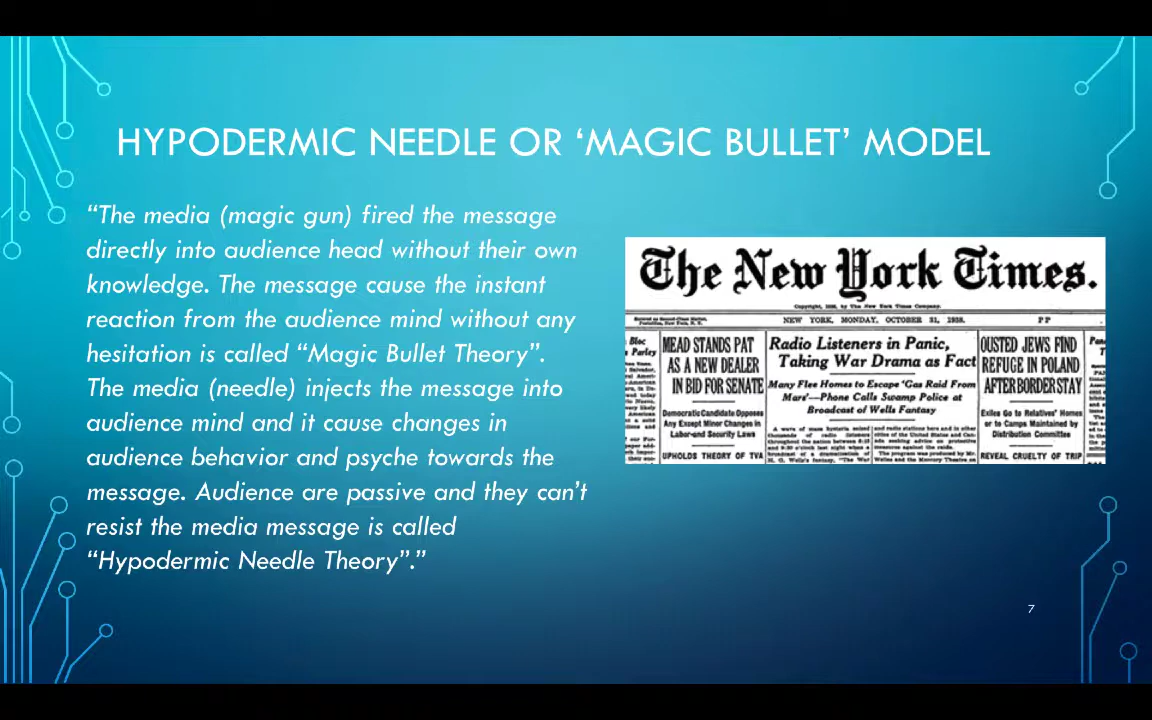 HYPODERMIC NEEDLE OR ‘MAGIC BULLET’ MODEL
“The media (magic gun) fired the message
directly into audience head without their own
knowledge. The message cause the instant
reaction from the audience mind without any
hesitation is called “Magic Bullet Theory”.
The media (needle) injects the message into
audience mind and it cause changes in
audience behavior and psyche towards the
message. Audience are passive and they can’t
resist the media message is called
“Hypodermic Needle Theory”.”
The New York Times.
NEW YORK, MONDAY, OCTOBER 31, 1938.
MEAD STANDS PAT
AS A NEW DEALER
IN BID FOR SENATE
Democratic Candidate Opposes
Any Except Minor Changes in
Labor and Security Laws
UPHOLDS THEORY OF TVA
Radio Listeners in Panic,
Taking War Drama as Fact
Many Flee Homes to Escape ‘Gas Raid From
Mars’—Phone Calls Swamp Police at
Broadcast of Wells Fantasy
OUSTED JEWS FIND
REFUGE IN POLAND
AFTER BORDER STAY
Exiles Go to Relatives' Homes
or to Camps Maintained by
Distribution Committee
REVEAL CRUELTY OF TRIP
7